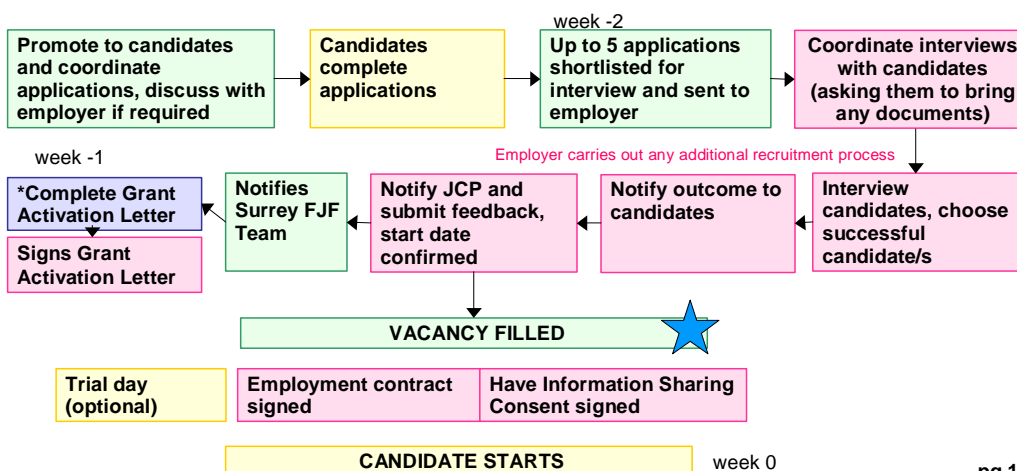 week -2
Promote to candidates
and coordinate
applications, discuss with
employer if required
Candidates
complete
applications
Up to 5 applications
shortlisted for
interview and sent to
employer
Coordinate interviews
with candidates
(asking them to bring
any documents)
week -1
Employer carries out any additional recruitment process
*Complete Grant
Activation Letter
Signs Grant
Activation Letter
Notifies
Surrey FJF
Team
Notify JCP and
submit feedback,
start date
confirmed
Notify outcome to
candidates
Interview
candidates, choose
successful
candidate/s
VACANCY FILLED
Trial day
(optional)
Employment contract
signed
Have Information Sharing
Consent signed
CANDIDATE STARTS
week 0
pg 1